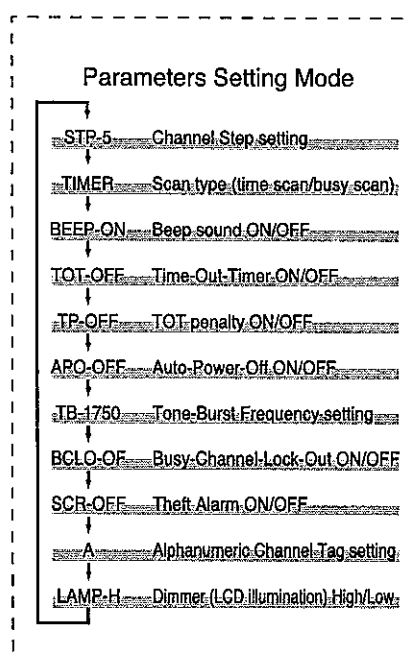 Parameters Setting Mode
STP-5 Channel Step setting
TIMER Scan type (time scan/busy scan)
BEEP-ON Beep sound ON/OFF
TOT-OFF Time-Out-Timer ON/OFF
TP-OFF TOT penalty ON/OFF
APO-OFF Auto-Power-Off ON/OFF
TB-1750 Tone-Burst Frequency setting
BCLO-OF Busy-Channel-Lock-Out ON/OFF
SCR-OFF Theft Alarm ON/OFF
A Alphanumeric Channel Tag setting
LAMP-H Dimmer (LCD illumination) High/Low